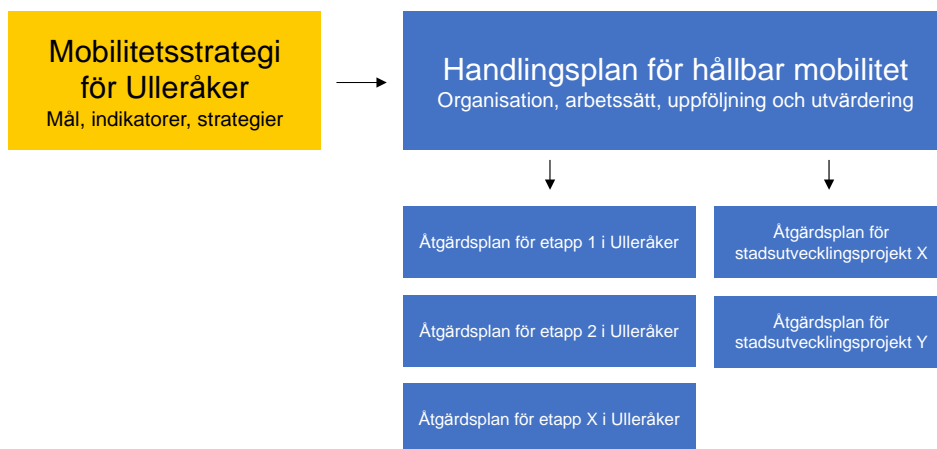 Mobilitetsstrategi
för Ulleråker
Mål, indikatorer, strategier
Handlingsplan för hållbar mobilitet
Organisation, arbetssätt, uppföljning och utvärdering
Åtgärdsplan för etapp 1 i Ulleråker
Åtgärdsplan för
stadsutvecklingsprojekt X
Åtgärdsplan för etapp 2 i Ulleråker
Åtgärdsplan för
stadsutvecklingsprojekt Y
Åtgärdsplan för etapp X i Ulleråker